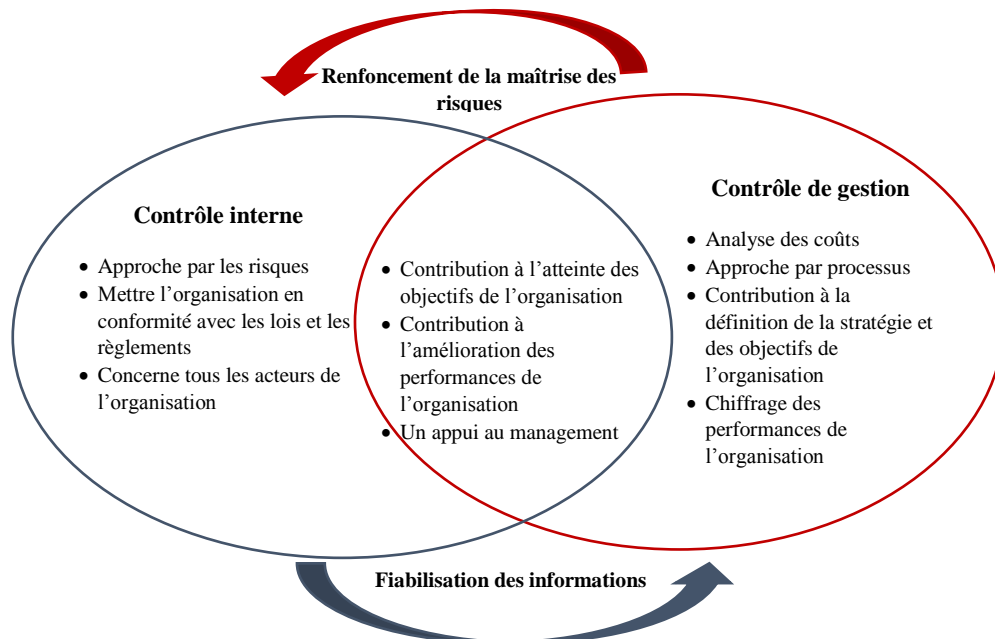 Renfoncement de la maîtrise des
risques
Contrôle interne
• Approche par les risques
• Mettre l’organisation en
conformité avec les lois et les
règlements
• Concerne tous les acteurs de
l’organisation
• Contribution à l’atteinte des
objectifs de l’organisation
• Contribution à
l’amélioration des
performances de
l’organisation
• Un appui au management
Contrôle de gestion
• Analyse des coûts
• Approche par processus
• Contribution à la
définition de la stratégie et
des objectifs de
l’organisation
• Chiffrage des
performances de
l’organisation
Fiabilisation des informations